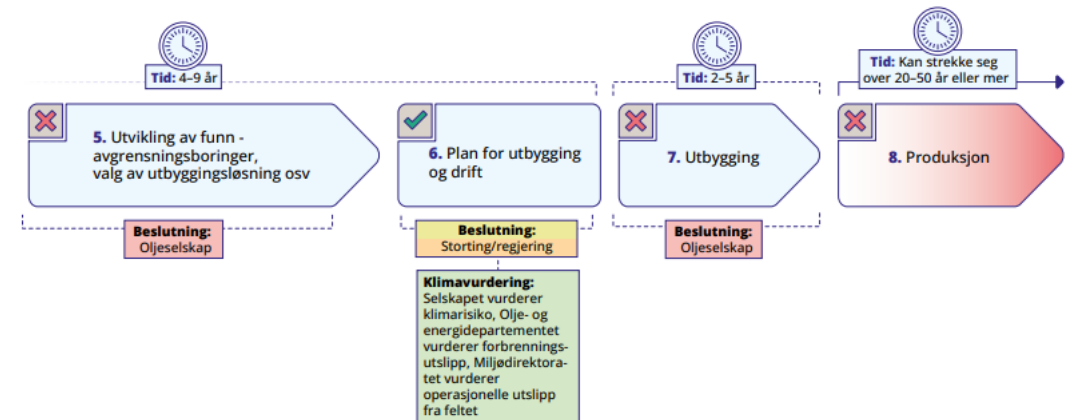 Tid: 4–9 år
5. Utvikling av funn -
avgrensningsboringer,
valg av utbyggingsløsning osv
Beslutning:
Oljeselskap
6. Plan for utbygging
og drift
Beslutning:
Storting/regjering
Klimavurdering:
Selskapet vurderer
klimarisiko, Olje- og
energidepartementet
vurderer forbrennings-
utslipp, Miljødirektora-
tet vurderer
operasjonelle utslipp
fra feltet
Tid: 2–5 år
7. Utbygging
Beslutning:
Oljeselskap
Tid: Kan strekke seg
over 20–50 år eller mer
8. Produksjon